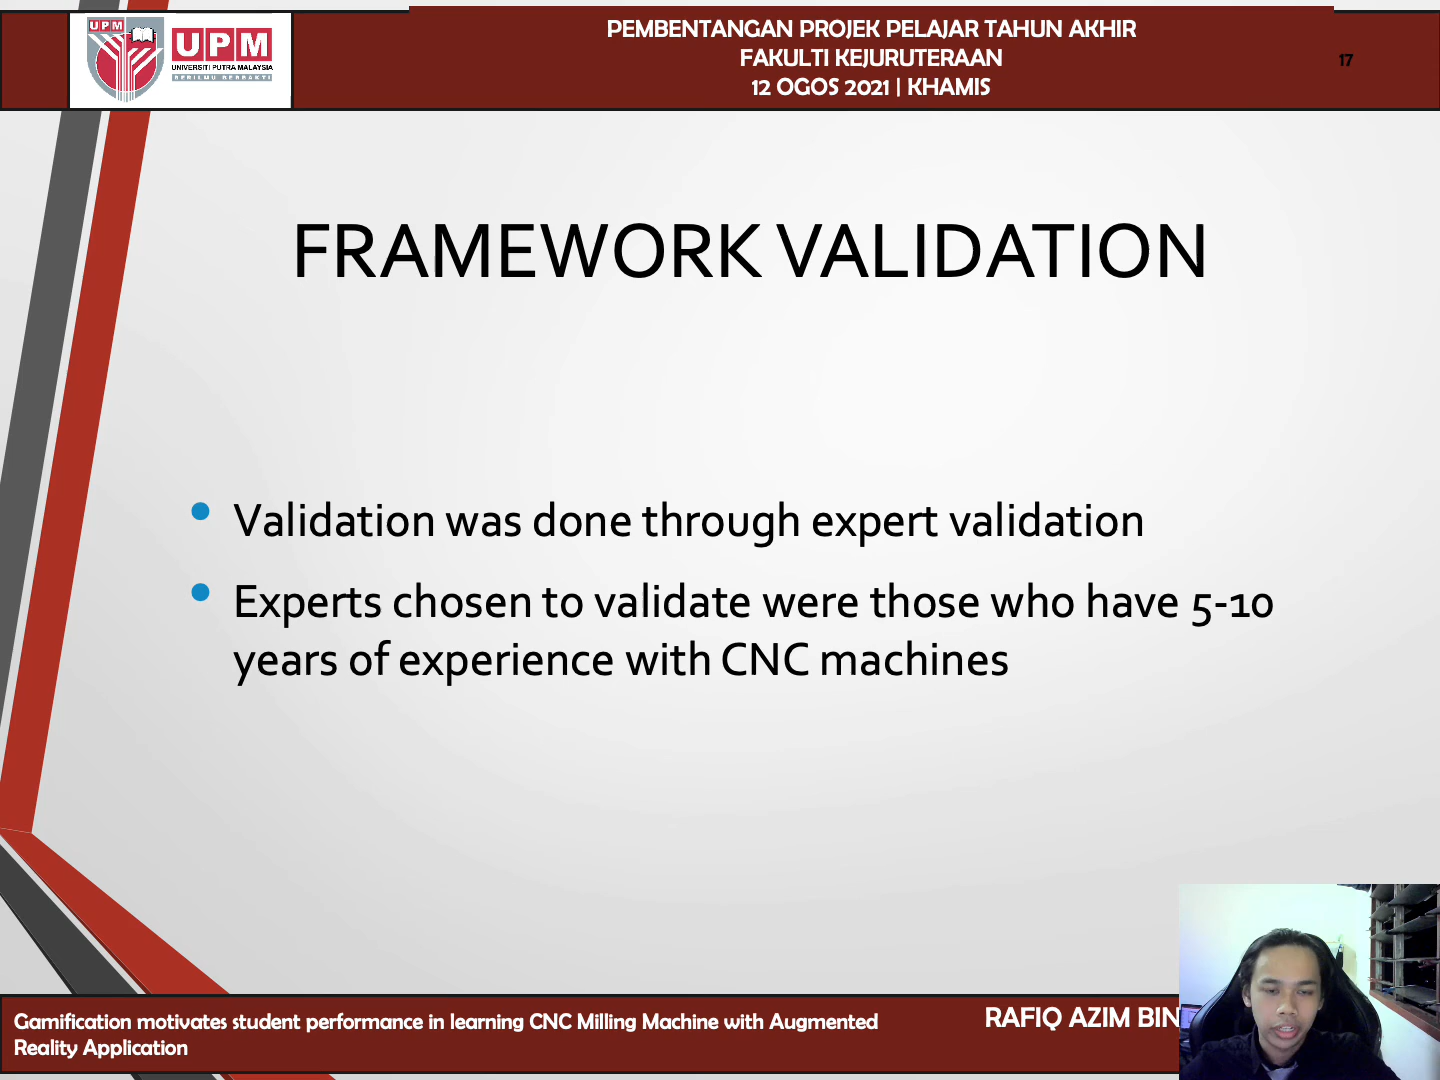 UPM
UPM
UNIVERSITI PUTRA MALAYSIA
BERILMU BERBAKTI
PEMBENTANGAN PROJEK PELAJAR TAHUN AKHIR
FAKULTI KEJURUTERAAN
12 OGOS 2021 | KHAMIS
17
FRAMEWORK VALIDATION
• Validation was done through expert validation
• Experts chosen to validate were those who have 5-10
years of experience with CNC machines
Gamification motivates student performance in learning CNC Milling Machine with Augmented
Reality Application
RAFIQ AZIM BIN